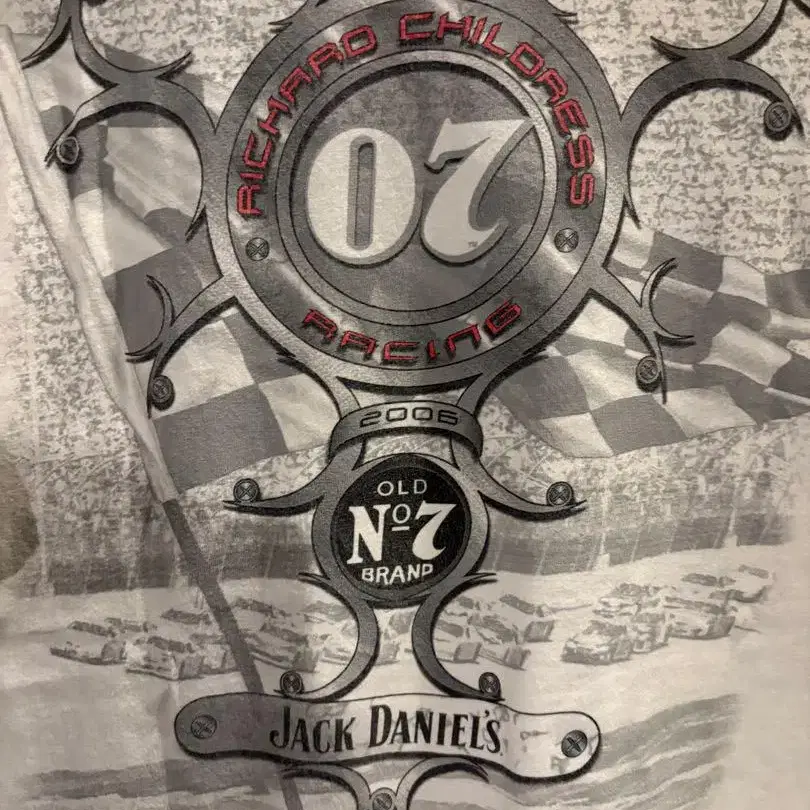 RICHARD CHILDRESS
07
RACING
2006
OLD
Nº7
BRAND
JACK DANIEL'S